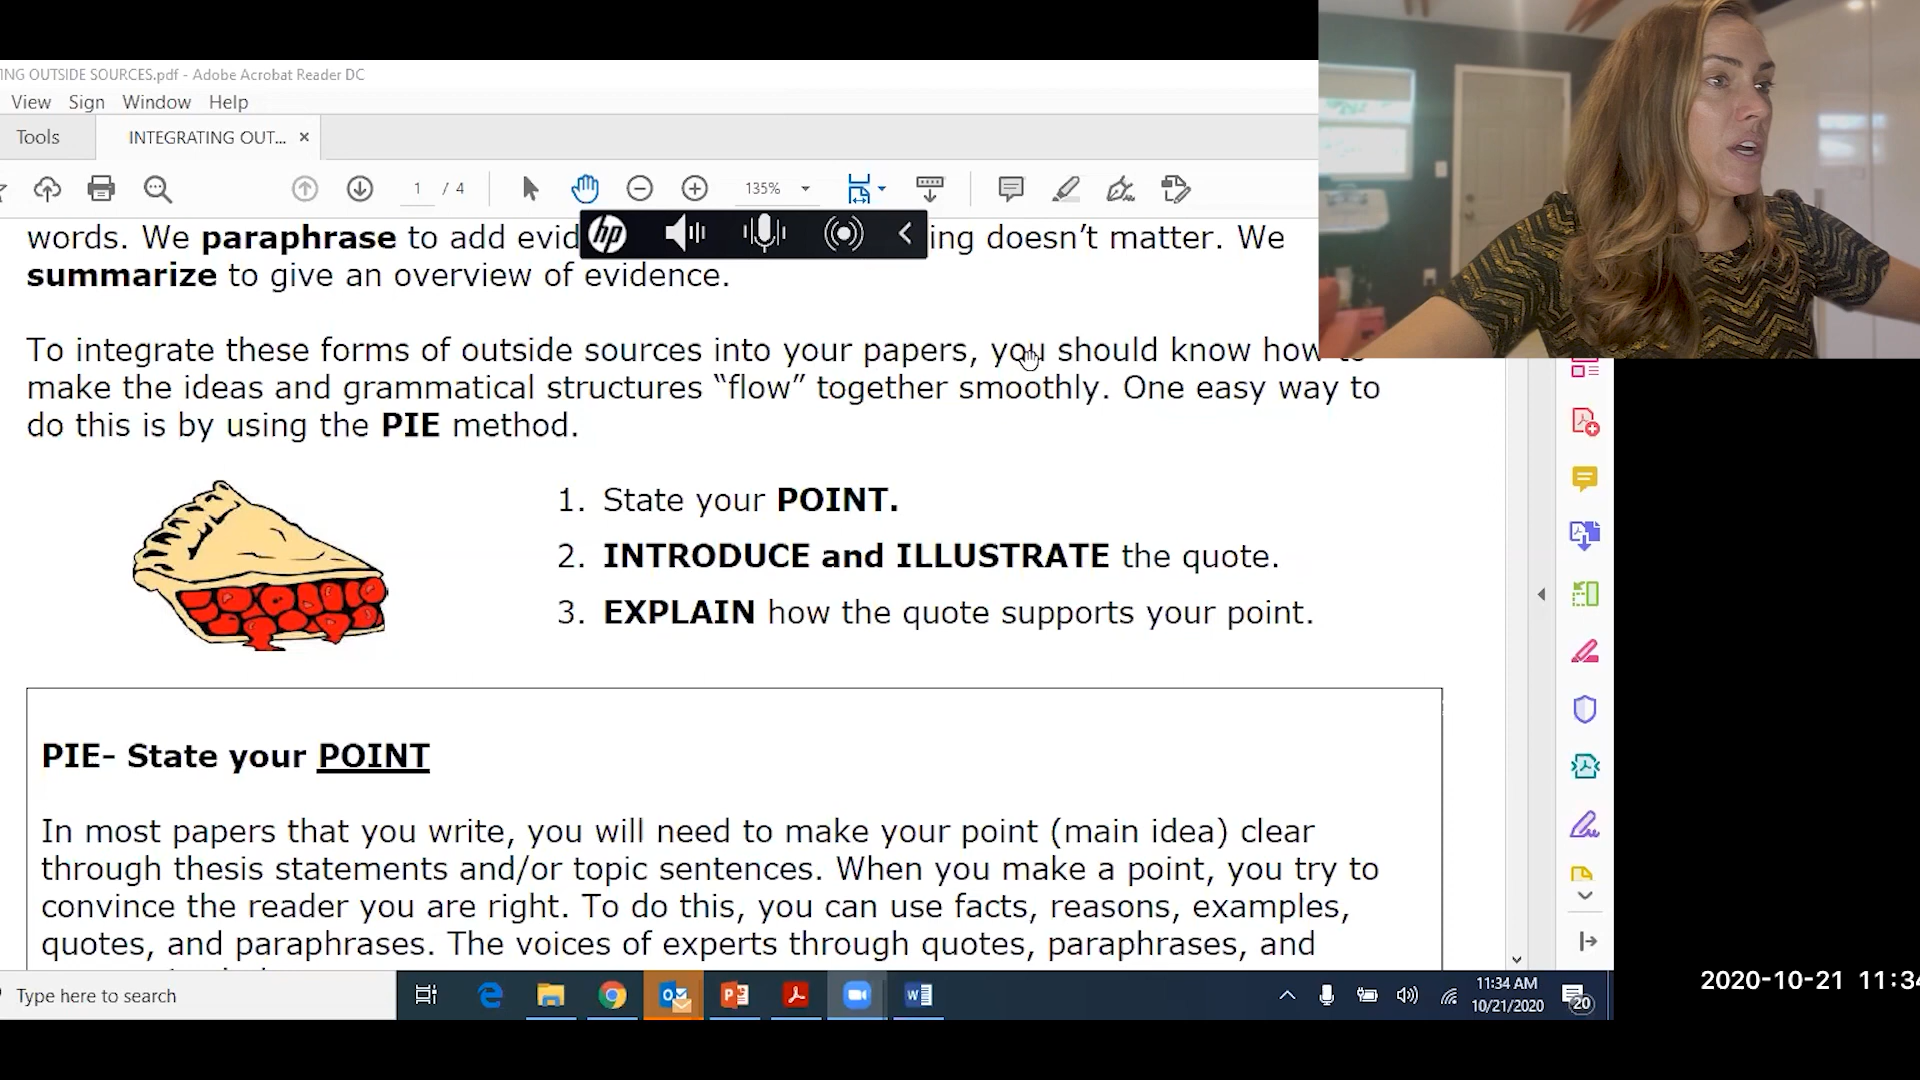 ING OUTSIDE SOURCES.pdf - Adobe Acrobat Reader DC
View Sign Window Help
Tools INTEGRATING OUT... ×
1 / 4 135%
words. We paraphrase to add evid hp ing doesn't matter. We
summarize to give an overview of evidence.
To integrate these forms of outside sources into your papers, you should know how to
make the ideas and grammatical structures “flow” together smoothly. One easy way to
do this is by using the PIE method.
1. State your POINT.
2. INTRODUCE and ILLUSTRATE the quote.
3. EXPLAIN how the quote supports your point.
PIE- State your POINT
In most papers that you write, you will need to make your point (main idea) clear
through thesis statements and/or topic sentences. When you make a point, you try to
convince the reader you are right. To do this, you can use facts, reasons, examples,
quotes, and paraphrases. The voices of experts through quotes, paraphrases, and
Type here to search
11:34 AM
10/21/2020
20
2020-10-21 11:34